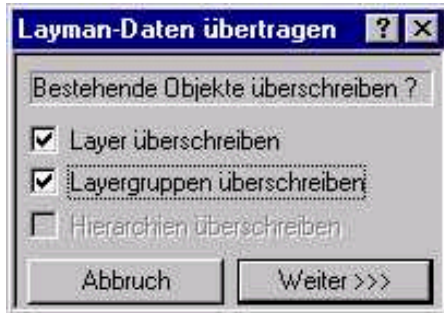 Layman-Daten übertragen ? X
Bestehende Objekte überschreiben ?
Layer überschreiben
Layergruppen überschreiben
Hierarchien überschreiben
Abbruch Weiter >>>